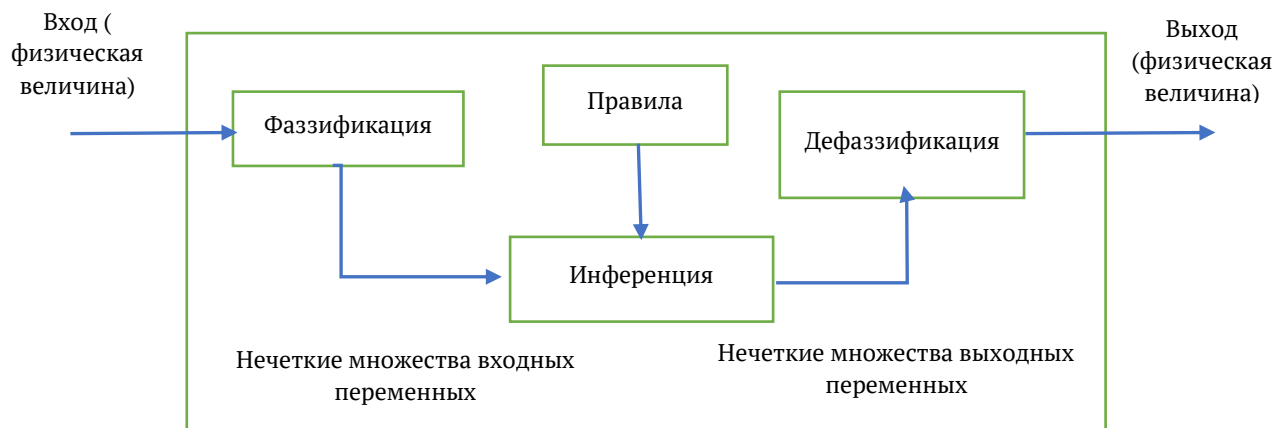 Вход (
физическая
величина)
Фаззификация
Правила
Дефаззификация
Выход
(физическая
величина)
Инференция
Нечеткие множества входных
переменных
Нечеткие множества выходных
переменных